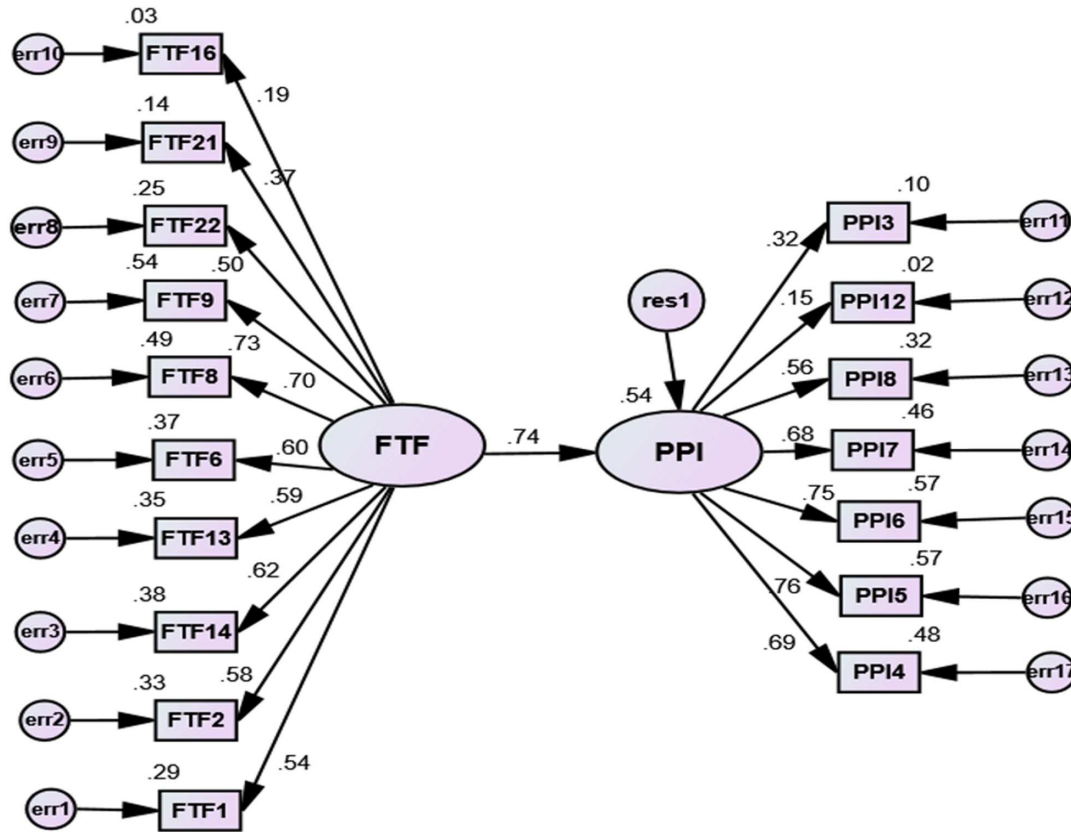 .03
err10 FTF16
.19
.14
err9 FTF21
.37
.25
err8 FTF22
.50
.54
err7 FTF9
.73
.49
err6 FTF8
.70
.37
err5 FTF6
.60
.35
err4 FTF13
.59
.38
err3 FTF14
.62
.33
err2 FTF2
.58
.29
err1 FTF1
.54
FTF
.74
res1
.54
PPI
.10
.32 PPI3 err11
.02
.15 PPI12 err12
.32
.56 PPI8 err13
.46
.68 PPI7 err14
.57
.75 PPI6 err15
.57
.76 PPI5 err16
.48
.69 PPI4 err17